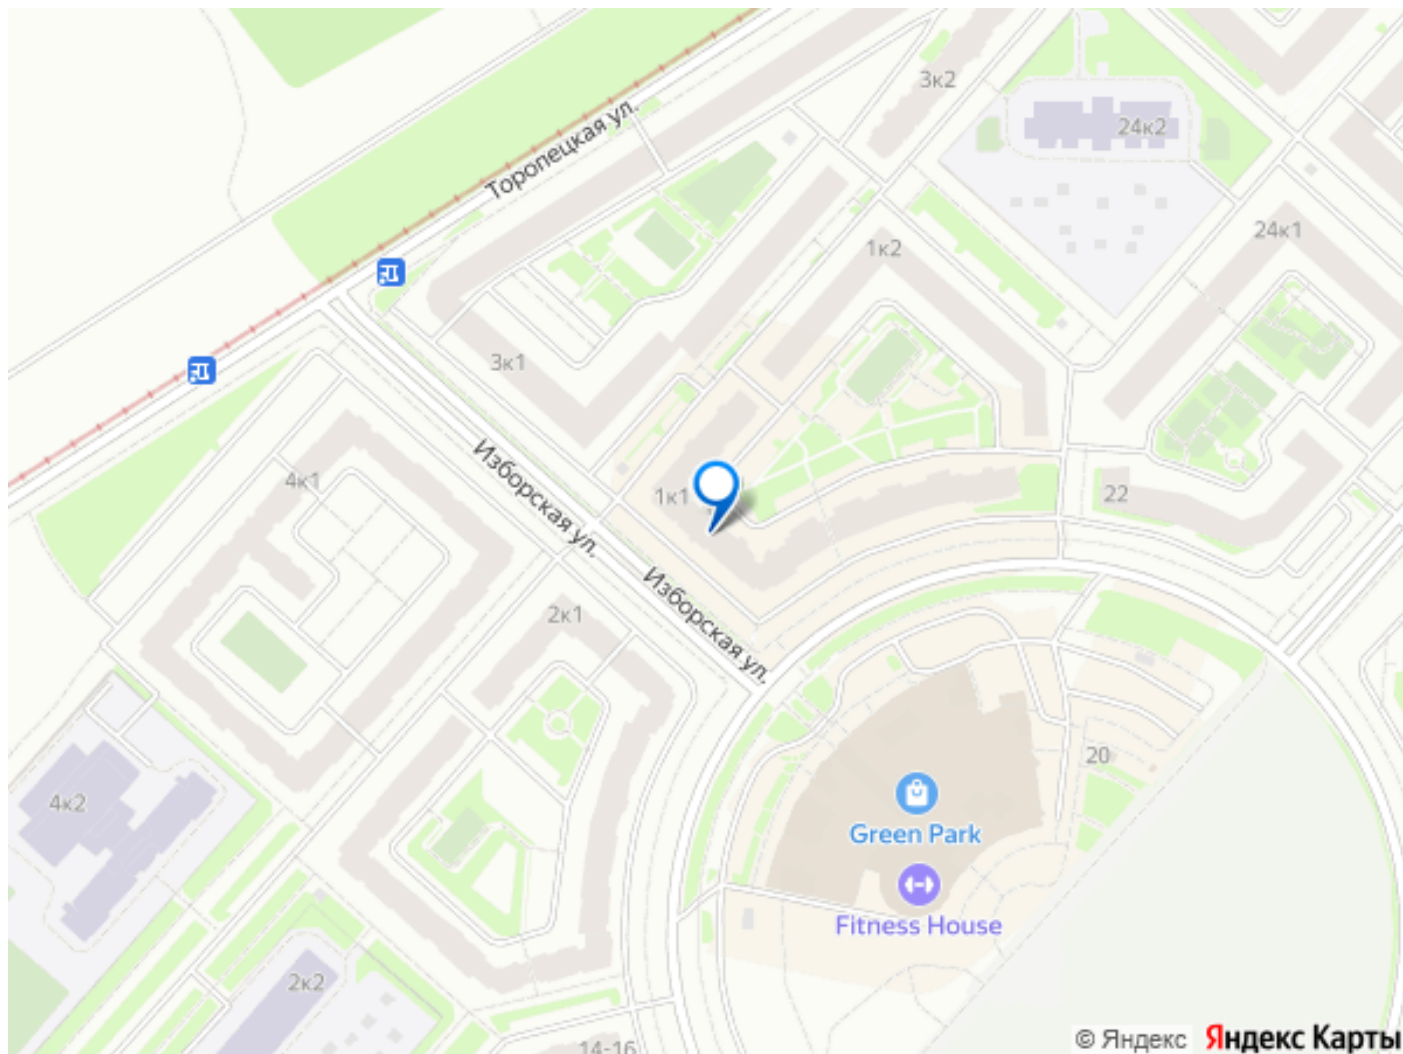 3к2
24к2
Торопецкая ул.
24к1
1к2
3к1
4к1
1к1
22
Изборская ул.
Изборская ул.
2к1
20
4к2
Green Park
Fitness House
2к2
14-16
© Яндекс Яндекс Карты